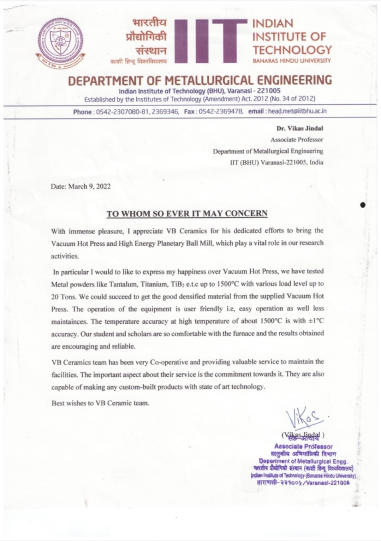 भारतीय
प्रौद्योगिकी
संस्थान
काशी हिन्दू विश्वविद्यालय
IIT
INDIAN
INSTITUTE OF
TECHNOLOGY
BANARAS HINDU UNIVERSITY
DEPARTMENT OF METALLURGICAL ENGINEERING
Indian Institute of Technology (BHU), Varanasi - 221005
Established by the Institutes of Technology (Amendment) Act, 2012 (No. 34 of 2012)
Phone : 0542-2307080-81, 2369346, Fax : 0542-2369478, email : head.met@iitbhu.ac.in
Dr. Vikas Jindal
Associate Professor
Department of Metallurgical Engineering
IIT (BHU) Varanasi-221005, India
Date: March 9, 2022
TO WHOM SO EVER IT MAY CONCERN
With immense pleasure, I appreciate VB Ceramics for his dedicated efforts to bring the
Vacuum Hot Press and High Energy Planetary Ball Mill, which play a vital role in our research
activities.
In particular I would to like to express my happiness over Vacuum Hot Press, we have tested
Metal powders like Tantalum, Titanium, TiB₂ e.t.c up to 1500°C with various load level up to
20 Tons. We could succeed to get the good densified material from the supplied Vacuum Hot
Press. The operation of the equipment is user friendly i.e, easy operation as well less
maintainces. The temperature accuracy at high temperature of about 1500°C is with ±1°C
accuracy. Our student and scholars are so comfortable with the furnace and the results obtained
are encouraging and reliable.
VB Ceramics team has been very Co-operative and providing valuable service to maintain the
facilities. The important aspect about their service is the commitment towards it. They are also
capable of making any custom-built products with state of art technology.
Best wishes to VB Ceramic team.
Vikas
(Vikas Jindal )
Associate Professor
धातुकीय अभियांत्रिकी विभाग
Department of Metallurgical Engg.
भारतीय प्रौद्योगिकी संस्थान (काशी हिन्दू विश्वविद्यालय)
Indian Institute of Technology (Banaras Hindu University)
वाराणसी-२२१००५/Varanasi-221005